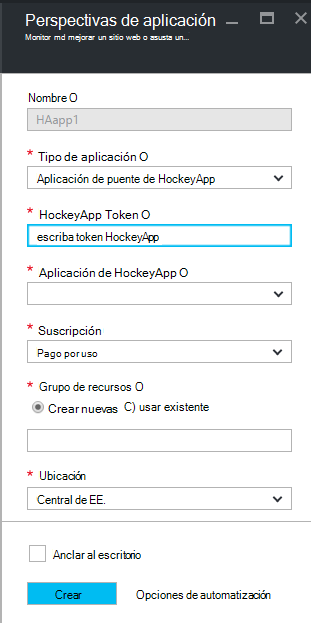 Perspectivas de aplicación
Monitor md mejorar un sitio web o asusta un...
Nombre O
HAapp1
* Tipo de aplicación O
Aplicación de puente de HockeyApp
* HockeyApp Token O
escriba token HockeyApp
* Aplicación de HockeyApp O
* Suscripción
Pago por uso
* Grupo de recursos O
Crear nuevas C) usar existente
* Ubicación
Central de EE.
Anclar al escritorio
Crear Opciones de automatización